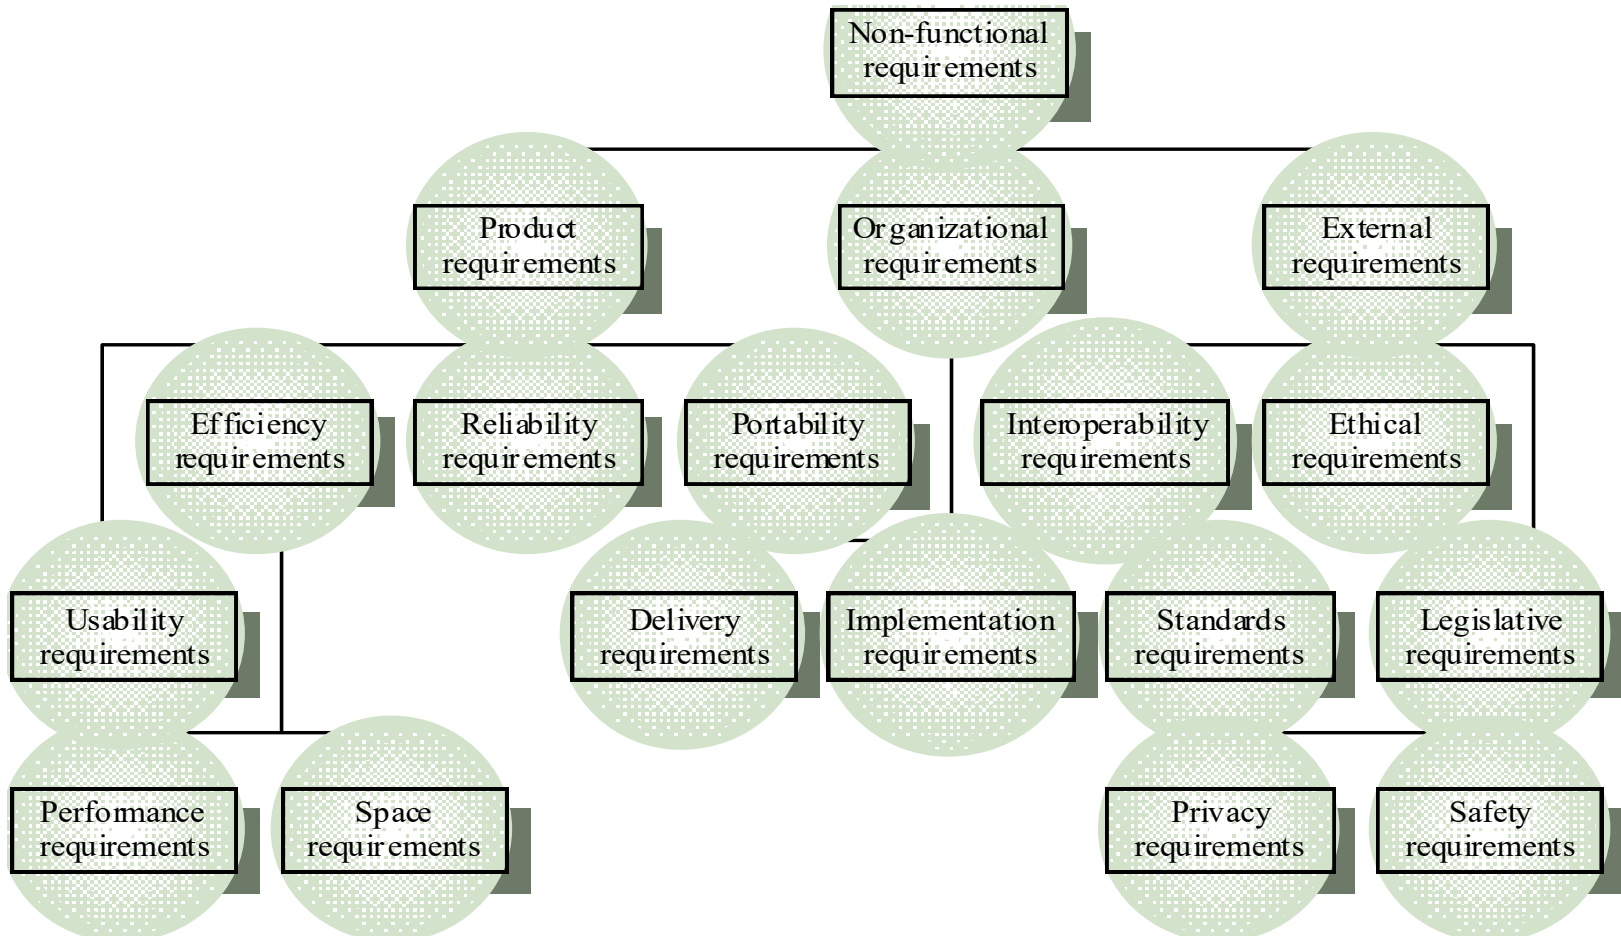 Non-functional
requirements
Product
requirements
Organizational
requirements
External
requirements
Efficiency
requirements
Reliability
requirements
Portability
requirements
Interoperability
requirements
Ethical
requirements
Usability
requirements
Delivery
requirements
Implementation
requirements
Standards
requirements
Legislative
requirements
Performance
requirements
Space
requirements
Privacy
requirements
Safety
requirements